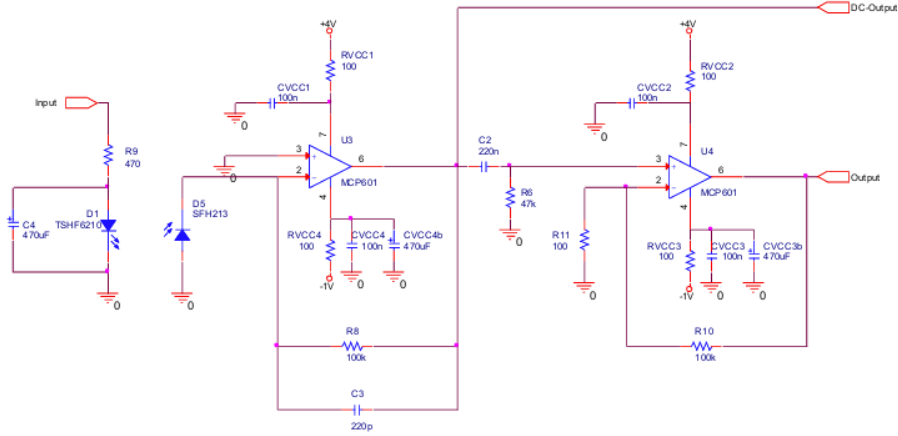 DC-Output
+4V
RVCC1
100
CVCC1
100n
0
7
U3
3
+
2
−
6
MCP601
4
0
Input
R9
470
C4
470uF
D1
TSHF6210
0
D5
SFH213
0
RVCC4
100
-1V
CVCC4
100n
0
CVCC4b
470uF
0
R8
100k
C3
220p
C2
220n
R6
47k
0
+4V
RVCC2
100
CVCC2
100n
0
7
U4
3
+
2
−
6
MCP601
4
Output
R11
100
0
RVCC3
100
-1V
CVCC3
100n
0
CVCC3b
470uF
0
R10
100k